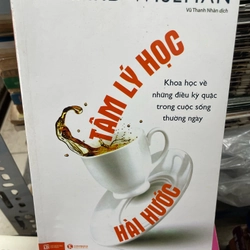 Vũ Thanh Nhàn dịch
TÂM LÝ HỌC
Khoa học về
những điều kỳ quặc
trong cuộc sống
thường ngày
HÀI HƯỚC